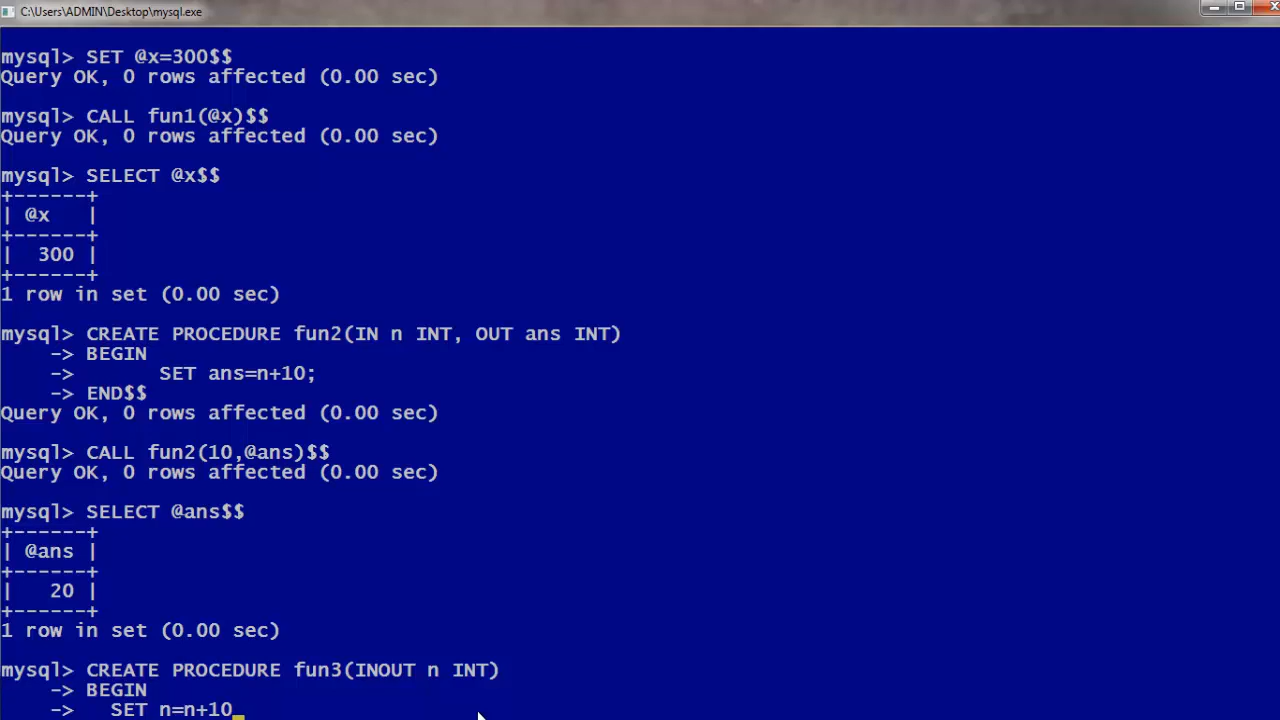 C:\Users\ADMIN\Desktop\mysql.exe
mysql> SET @x=300$$
Query OK, 0 rows affected (0.00 sec)
mysql> CALL fun1(@x)$$
Query OK, 0 rows affected (0.00 sec)
mysql> SELECT @x$$
+------+
| @x   |
+------+
|  300 |
+------+
1 row in set (0.00 sec)
mysql> CREATE PROCEDURE fun2(IN n INT, OUT ans INT)
    -> BEGIN
    ->       SET ans=n+10;
    -> END$$
Query OK, 0 rows affected (0.00 sec)
mysql> CALL fun2(10,@ans)$$
Query OK, 0 rows affected (0.00 sec)
mysql> SELECT @ans$$
+------+
| @ans |
+------+
|   20 |
+------+
1 row in set (0.00 sec)
mysql> CREATE PROCEDURE fun3(INOUT n INT)
    -> BEGIN
    ->   SET n=n+10